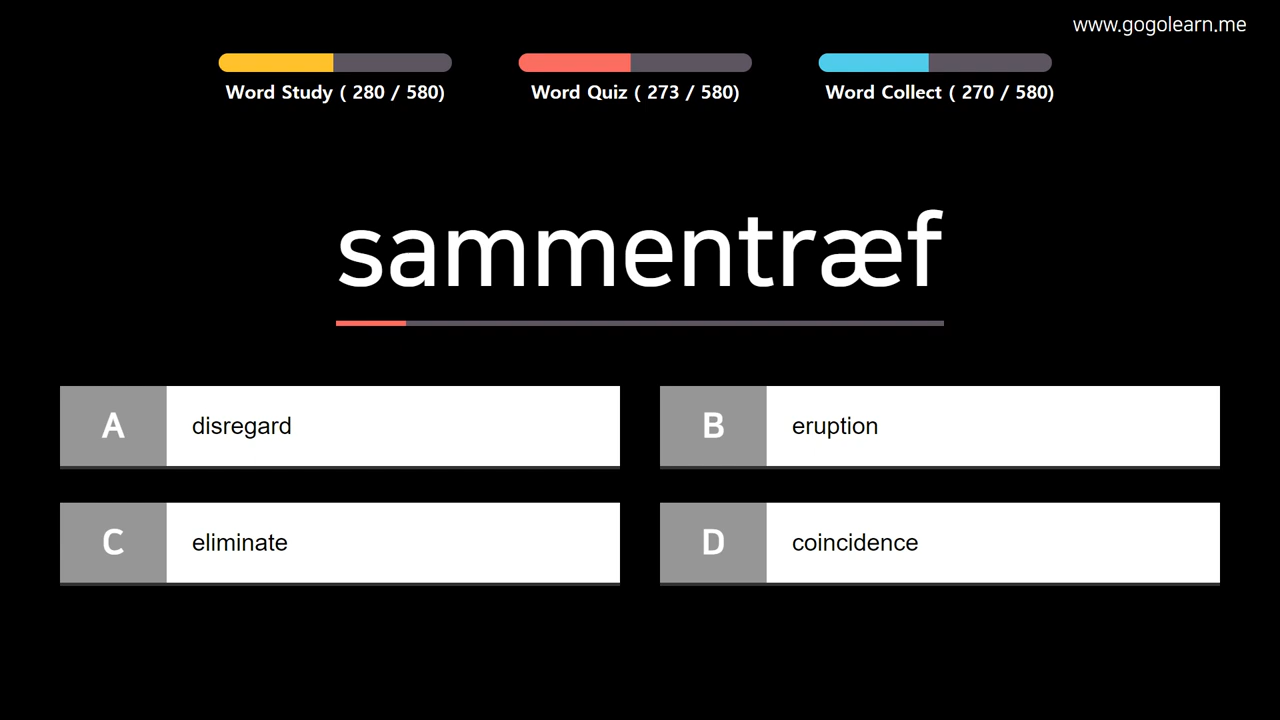 www.gogolearn.me
Word Study ( 280 / 580)
Word Quiz ( 273 / 580)
Word Collect ( 270 / 580)
sammentræf
A disregard
B eruption
C eliminate
D coincidence